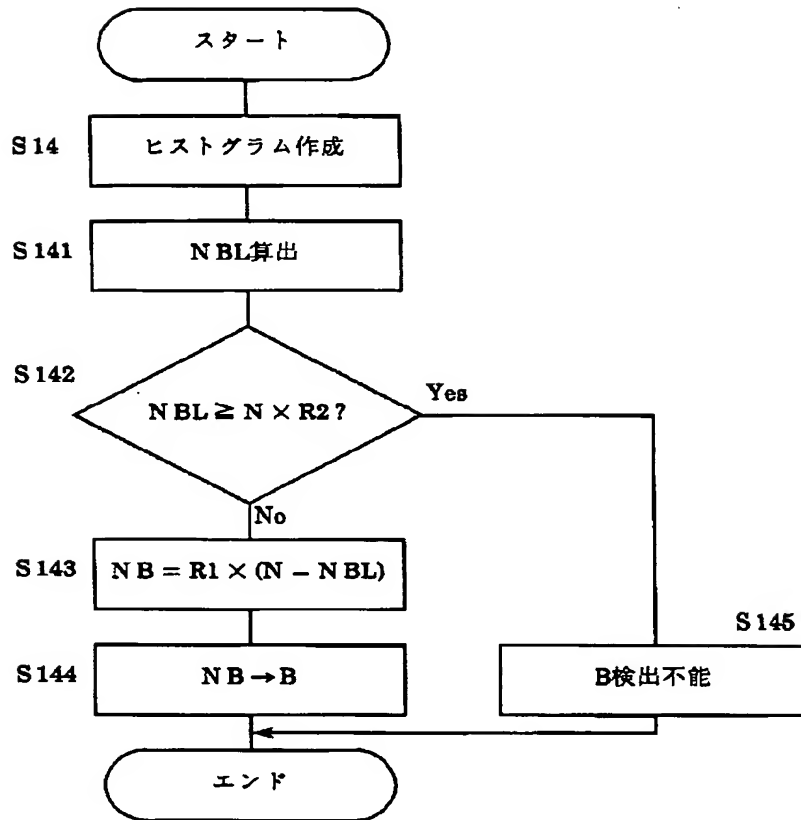 スタート
S14
ヒストグラム作成
S141
NBL算出
S142
NBL≧N×R2?
Yes
No
S143
NB=R1×(N-NBL)
S144
NB→B
S145
B検出不能
エンド